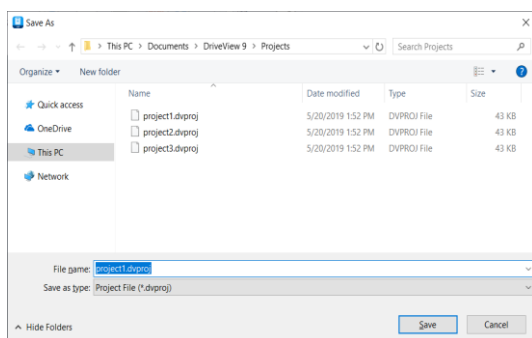 Save As
This PC > Documents > DriveView 9 > Projects
Search Projects
Organize
New folder
Name Date modified Type Size
Quick access
OneDrive
This PC
Network
project1.dvproj 5/20/2019 1:52 PM DVPROJ File 43 KB
project2.dvproj 5/20/2019 1:52 PM DVPROJ File 43 KB
project3.dvproj 5/20/2019 1:52 PM DVPROJ File 43 KB
File name: project1.dvproj
Save as type: Project File (*.dvproj)
Hide Folders
Save
Cancel